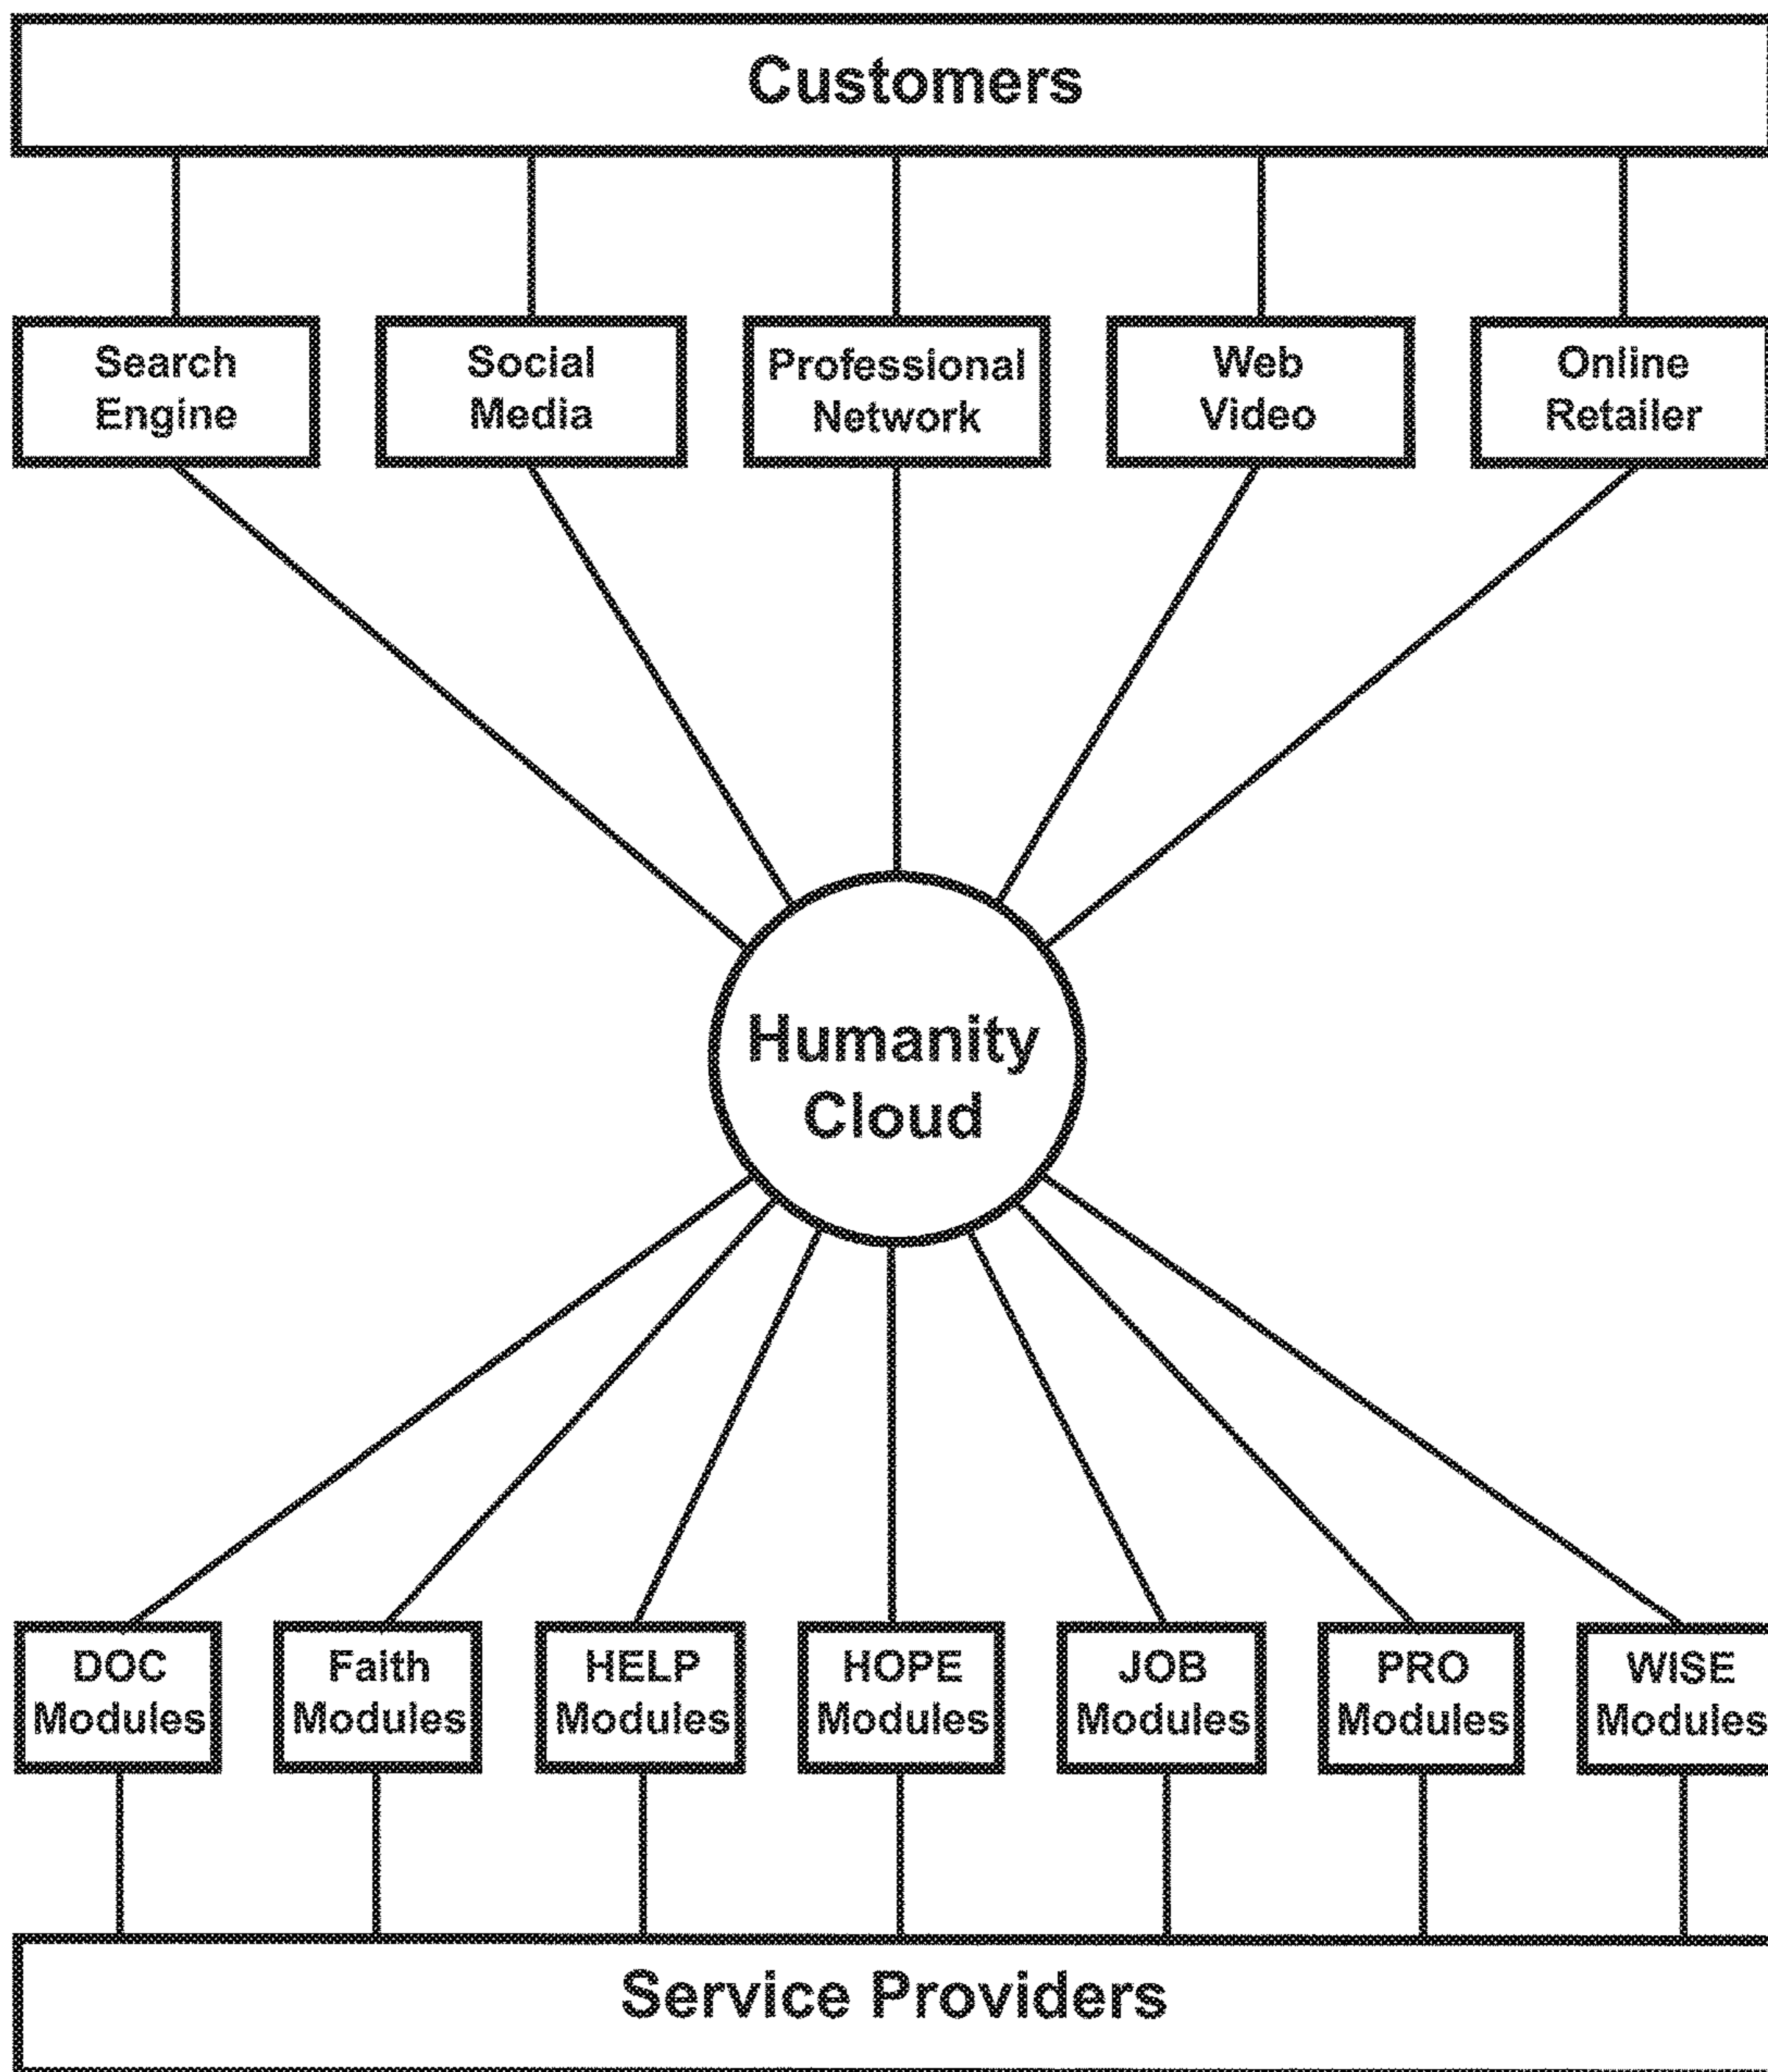 Customers
Search
Engine
Social
Media
Professional
Network
Web
Video
Online
Retailer
Humanity
Cloud
DOC
Modules
Faith
Modules
HELP
Modules
HOPE
Modules
JOB
Modules
PRO
Modules
WISE
Modules
Service Providers